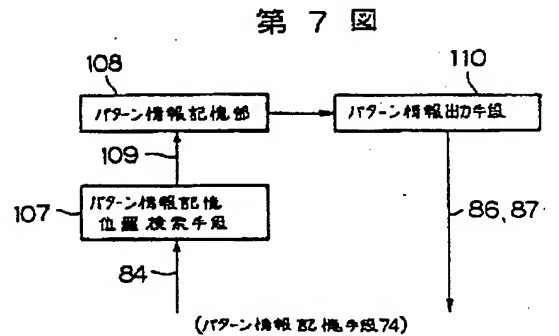 第 7 図
108
110
パターン情報記憶部
パターン情報出力手段
109
107
パターン情報記憶
位置検索手段
86, 87
84
(パターン情報記憶手段74)